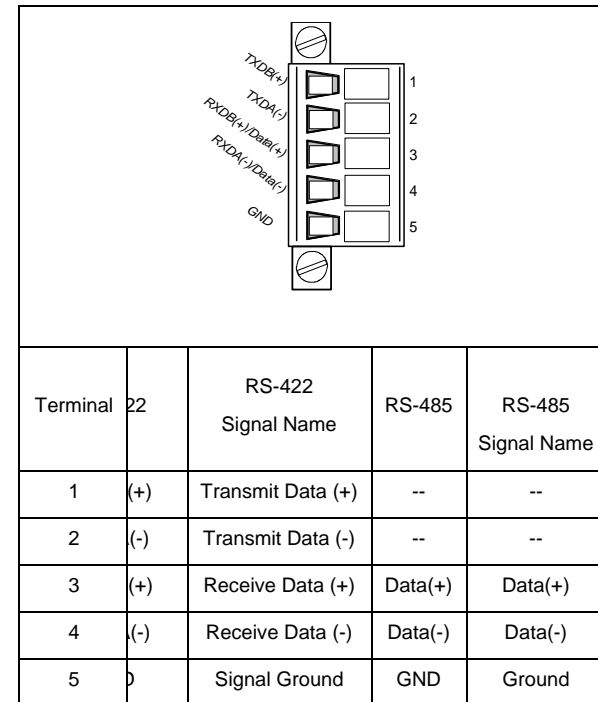 TXDB(+)
TXDA(-)
RXDB(+)/Data(+)
RXDA(-)/Data(-)
GND
1
2
3
4
5
Terminal 22 RS-422 Signal Name RS-485 RS-485 Signal Name
1 (+) Transmit Data (+) -- --
2 (-) Transmit Data (-) -- --
3 (+) Receive Data (+) Data(+) Data(+)
4 (-) Receive Data (-) Data(-) Data(-)
5 Signal Ground GND Ground